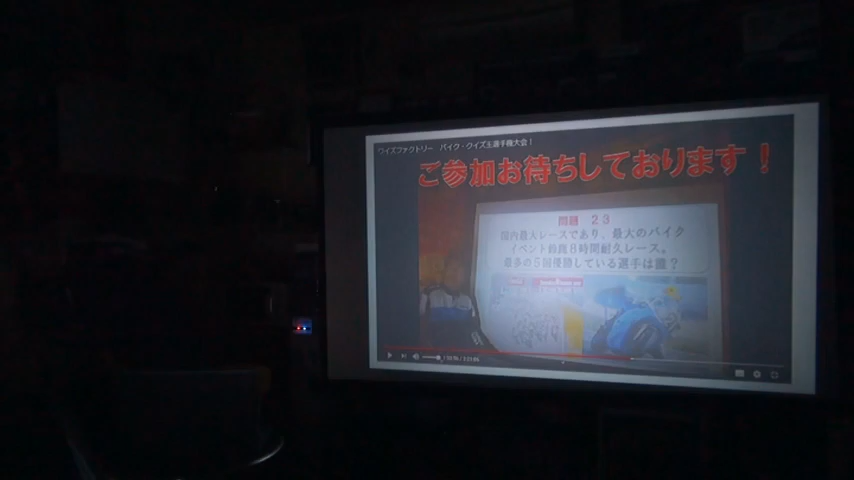 ワイズファクトリー バイク・クイズ王選手権大会！
ご参加お待ちしております！
問題 ２３
国内最大レースであり、最大のバイク
イベント鈴鹿８時間耐久レース。
最多の５回優勝している選手は誰？